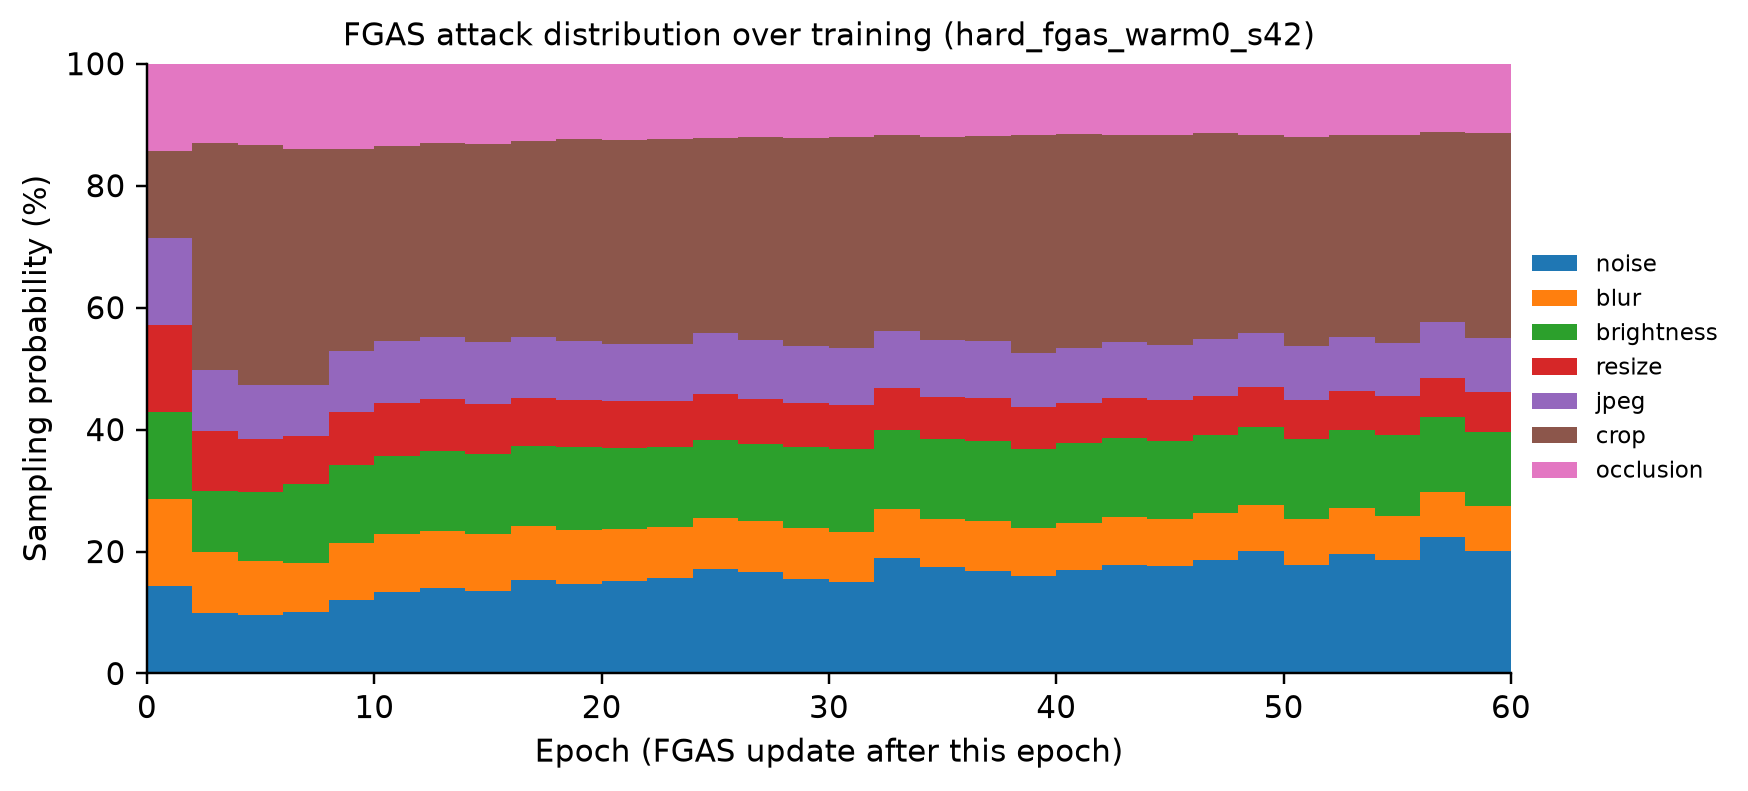 FGAS attack distribution over training (hard_fgas_warm0_s42)
100
80
60
40
20
0
Sampling probability (%)
0 10 20 30 40 50 60
Epoch (FGAS update after this epoch)
noise
blur
brightness
resize
jpeg
crop
occlusion